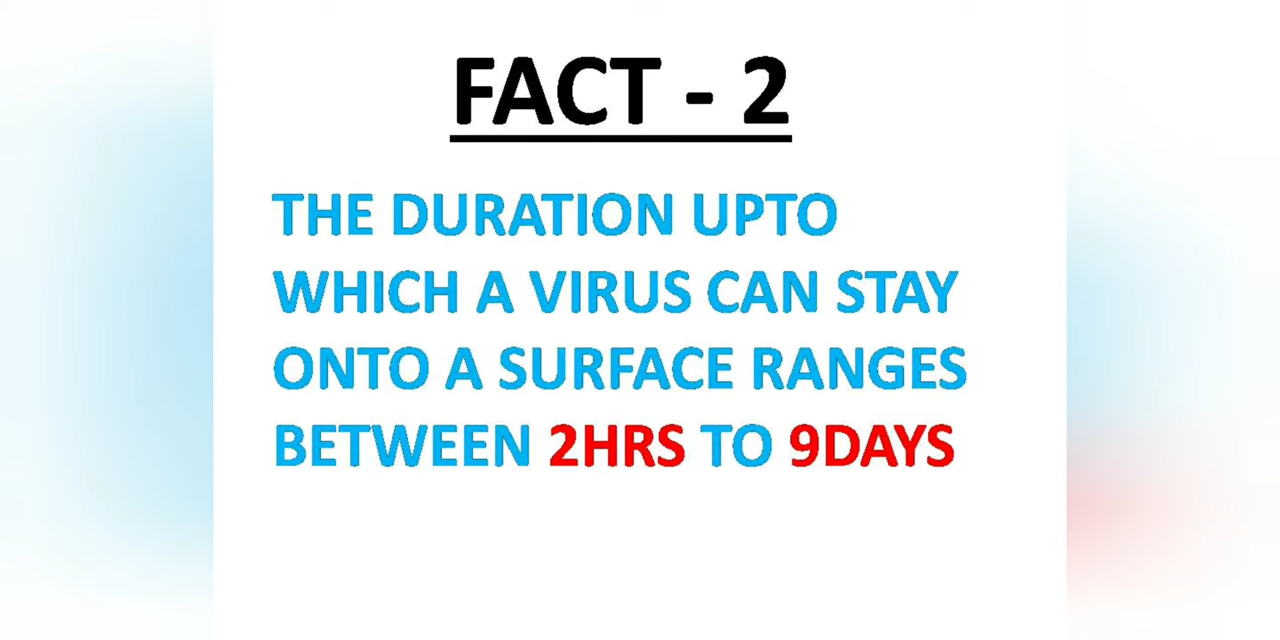 FACT - 2
THE DURATION UPTO
WHICH A VIRUS CAN STAY
ONTO A SURFACE RANGES
BETWEEN 2HRS TO 9DAYS